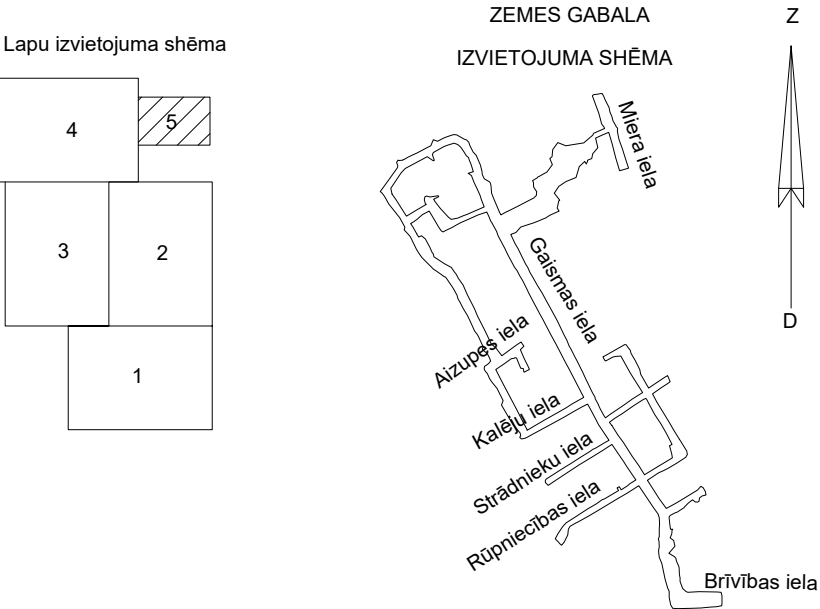 Lapu izvietojuma shēma
4
5
3
2
1
ZEMES GABALA
IZVIETOJUMA SHĒMA
Z
D
Miera iela
Gaismas iela
Aizupes iela
Kalēju iela
Strādnieku iela
Rūpniecības iela
Brīvības iela